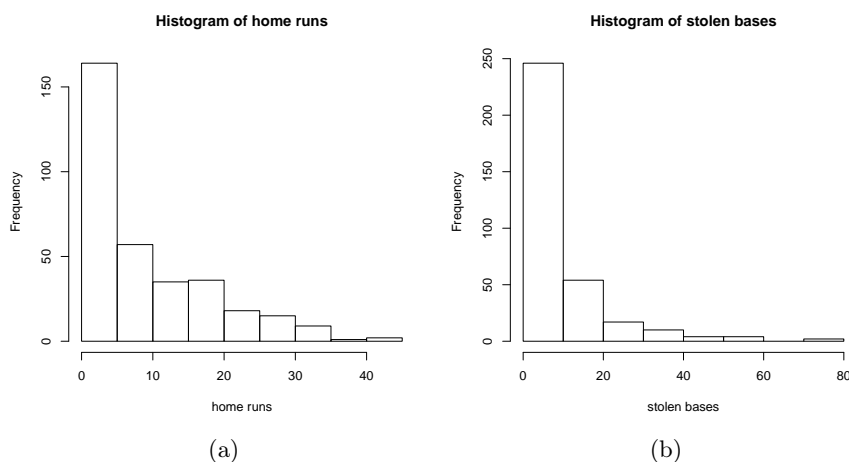 Histogram of home runs
Frequency
0
50
100
150
0 10 20 30 40
home runs
(a)
Histogram of stolen bases
Frequency
0
50
100
150
200
250
0 20 40 60 80
stolen bases
(b)